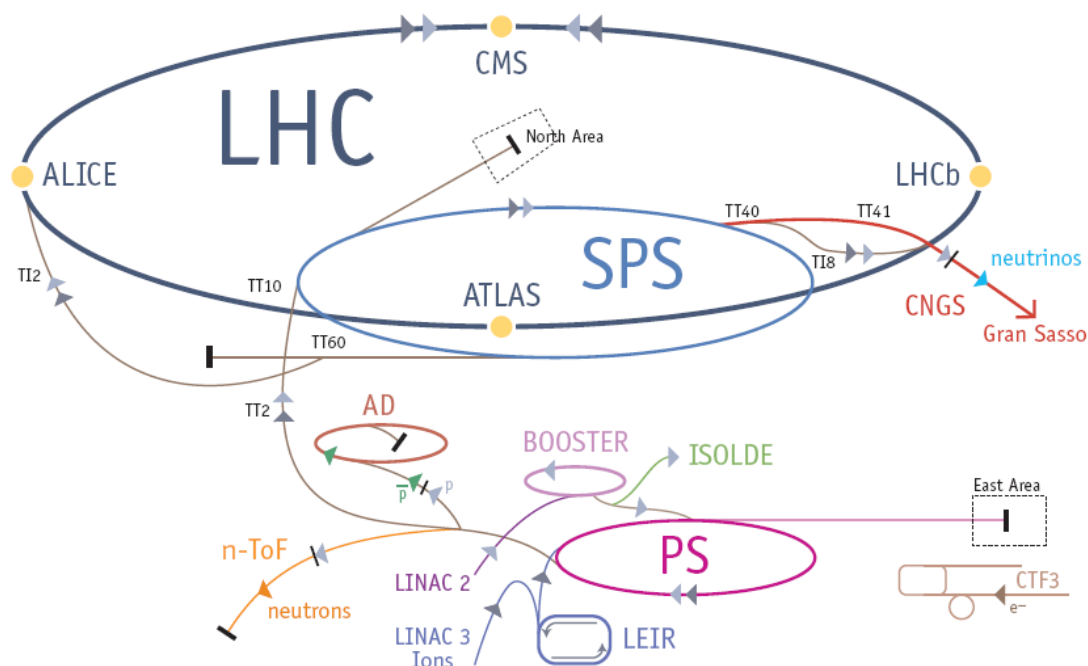 CMS
LHC
North Area
ALICE
LHCb
TT40
TT41
TI2
SPS
TI8
neutrinos
TT10
ATLAS
CNGS
Gran Sasso
TT60
TT2
AD
BOOSTER
ISOLDE
p̅
p
East Area
n-ToF
PS
LINAC 2
CTF3
neutrons
e⁻
LINAC 3
Ions
LEIR